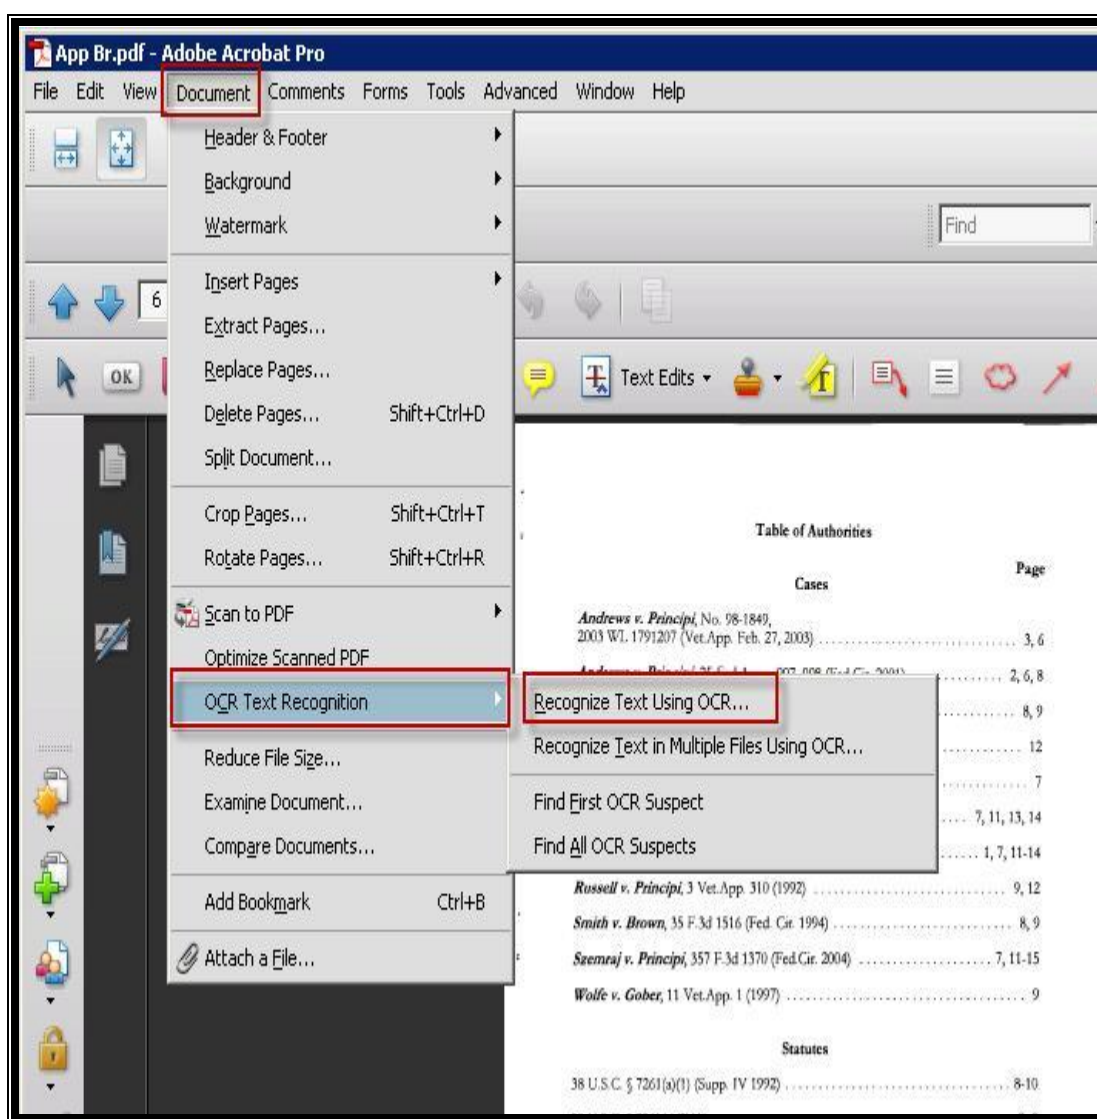 App Br.pdf - Adobe Acrobat Pro
File Edit View Document Comments Forms Tools Advanced Window Help
Header & Footer
Background
Watermark
Find
Insert Pages
6
Extract Pages...
Replace Pages...
OK
Text Edits
Delete Pages... Shift+Ctrl+D
Split Document...
Crop Pages... Shift+Ctrl+T
Rotate Pages... Shift+Ctrl+R
Scan to PDF
Optimize Scanned PDF
OCR Text Recognition
Reduce File Size...
Examine Document...
Compare Documents...
Add Bookmark Ctrl+B
Attach a File...
Recognize Text Using OCR...
Recognize Text in Multiple Files Using OCR...
Find First OCR Suspect
Find All OCR Suspects
Table of Authorities
Page
Cases
Andrews v. Principi, No. 98-1849,
2003 WL 1791207 (Vet.App. Feb. 27, 2003) 3, 6
2, 6, 8
8, 9
12
7
7, 11, 13, 14
1, 7, 11-14
Russell v. Principi, 3 Vet.App. 310 (1992) 9, 12
Smith v. Brown, 35 F.3d 1516 (Fed. Cir. 1994) 8, 9
Szemraj v. Principi, 357 F.3d 1370 (Fed.Cir. 2004) 7, 11-15
Wolfe v. Gober, 11 Vet.App. 1 (1997) 9
Statutes
38 U.S.C. § 7261(a)(1) (Supp. IV 1992) 8-10